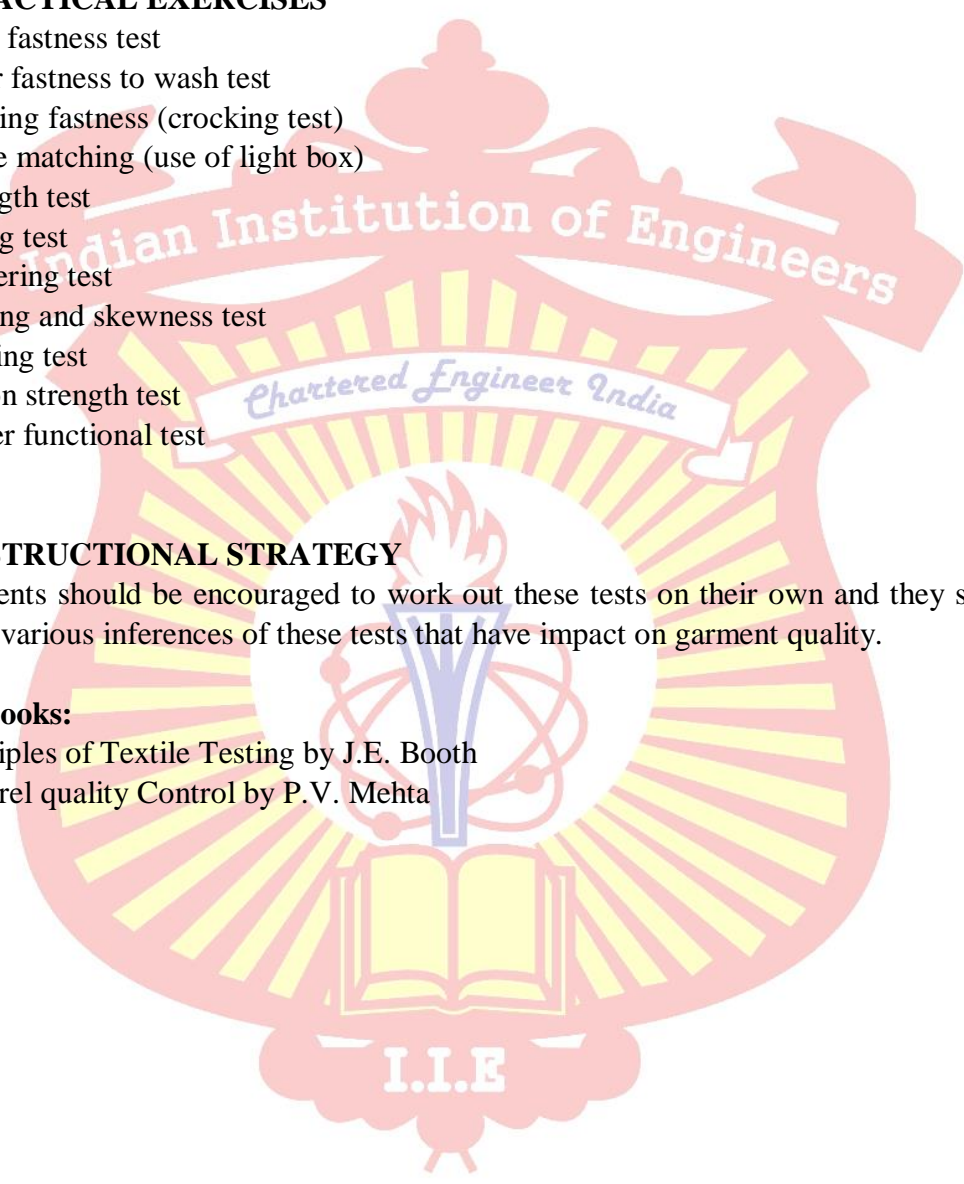 ACTICAL EXERCISES
fastness test
r fastness to wash test
ing fastness (crocking test)
e matching (use of light box)
gth test
g test
ering test
ing and skewness test
ing test
on strength test
er functional test
Indian Institution of Engineers
Chartered Engineer India
STRUCTIONAL STRATEGY
ents should be encouraged to work out these tests on their own and they s
various inferences of these tests that have impact on garment quality.
ooks:
iples of Textile Testing by J.E. Booth
rel quality Control by P.V. Mehta
I.I.E